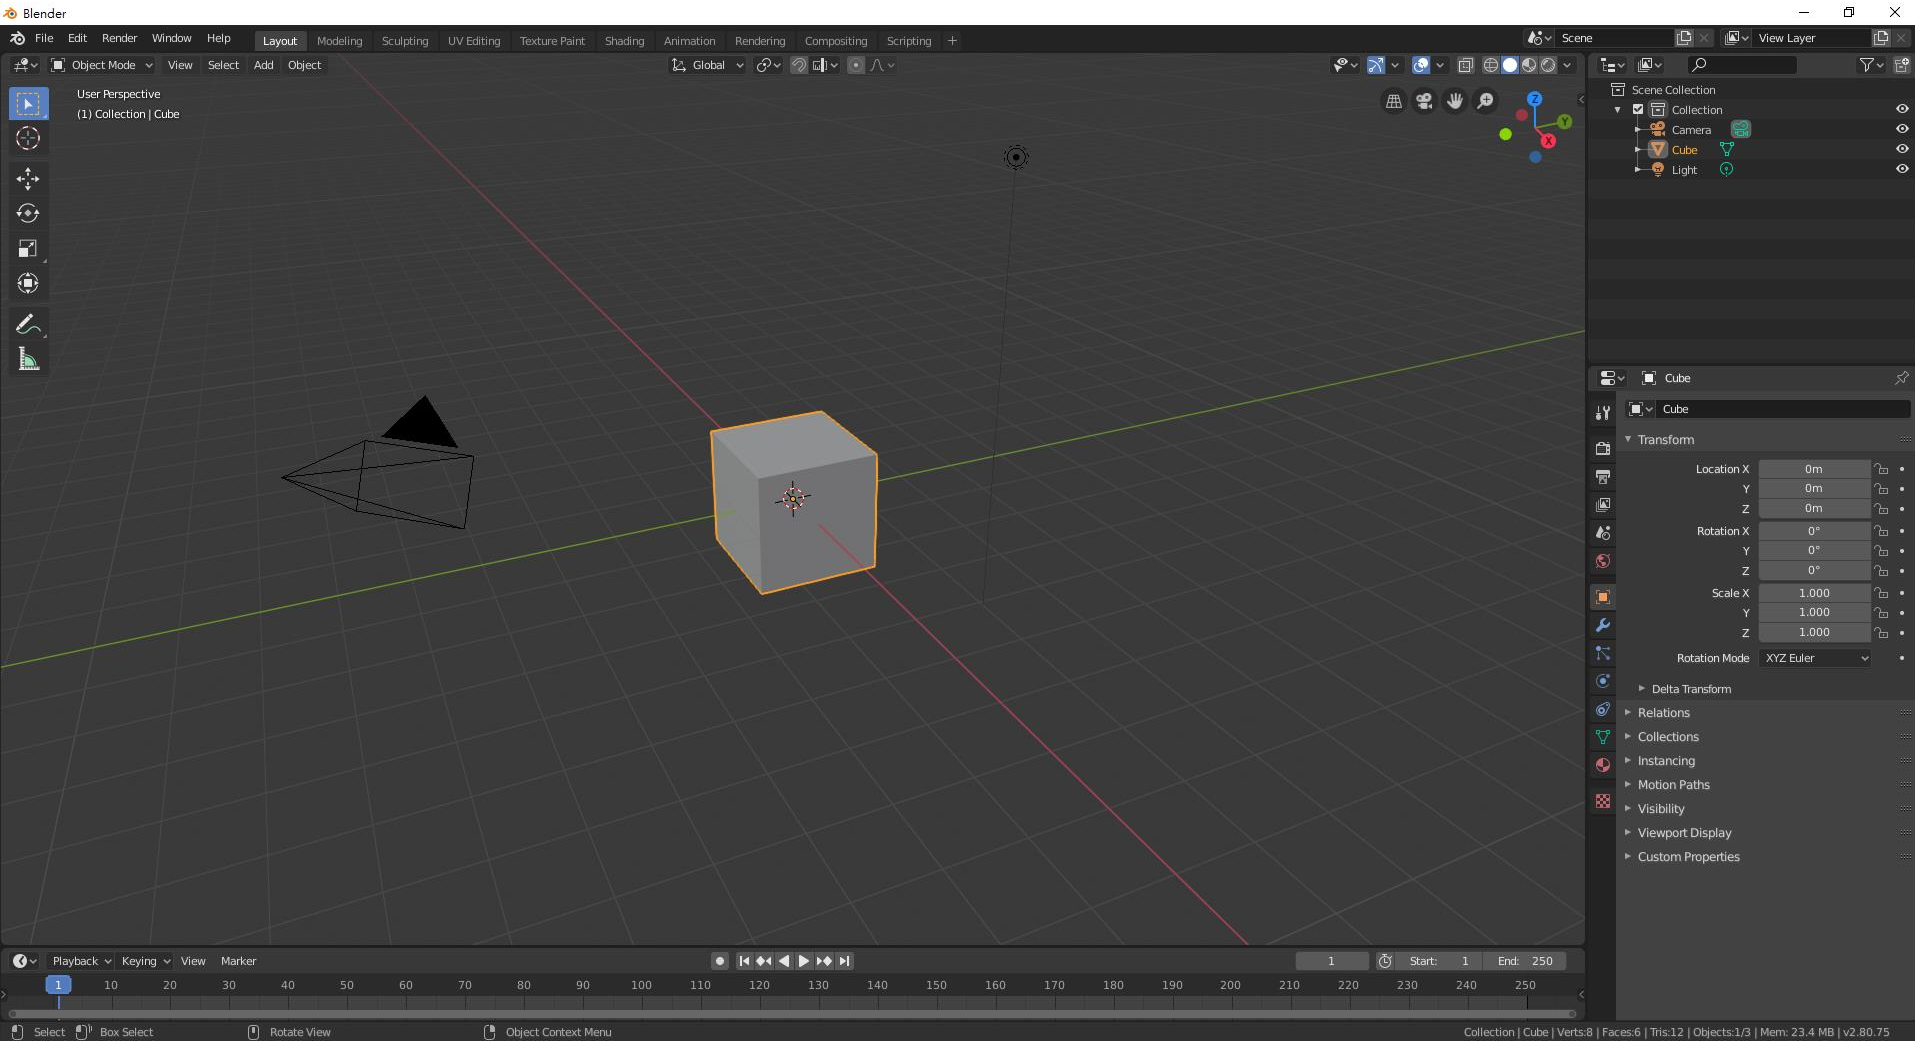 Blender
File Edit Render Window Help Layout Modeling Sculpting UV Editing Texture Paint Shading Animation Rendering Compositing Scripting + Scene View Layer
Object Mode View Select Add Object Global
User Perspective
(1) Collection | Cube
Z
Y
X
Scene Collection
Collection
Camera
Cube
Light
Cube
Cube
Transform
Location X 0m
Y 0m
Z 0m
Rotation X 0°
Y 0°
Z 0°
Scale X 1.000
Y 1.000
Z 1.000
Rotation Mode XYZ Euler
Delta Transform
Relations
Collections
Instancing
Motion Paths
Visibility
Viewport Display
Custom Properties
Playback Keying View Marker 1 Start: 1 End: 250
1 10 20 30 40 50 60 70 80 90 100 110 120 130 140 150 160 170 180 190 200 210 220 230 240 250
Select Box Select Rotate View Object Context Menu Collection | Cube | Verts:8 | Faces:6 | Tris:12 | Objects:1/3 | Mem: 23.4 MB | v2.80.75